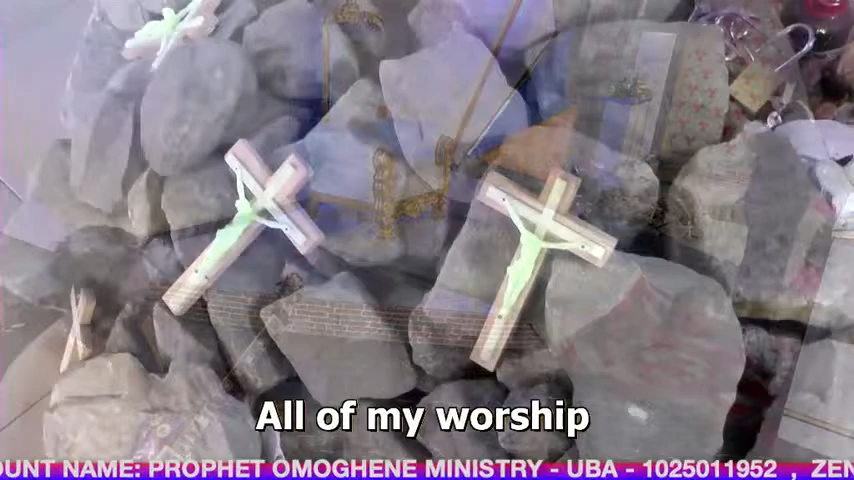 All of my worship
OUNT NAME: PROPHET OMOGHENE MINISTRY - UBA - 1025011952 , ZEN